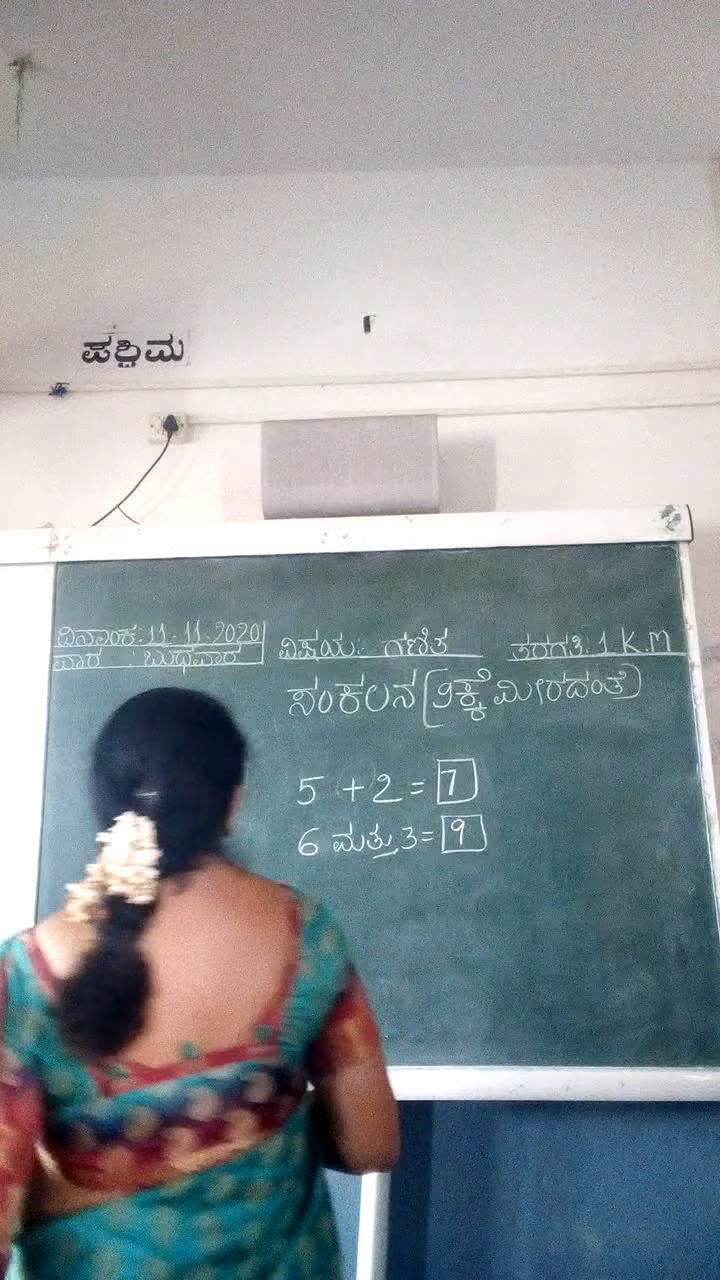 ಪಶ್ಚಿಮ
ದಿನಾಂಕ: 11-11-2020 ವಿಷಯ: ಗಣಿತ ತರಗತಿ: 1 K.M
ವಾರ : ಬುಧವಾರ
ಸಂಕಲನ (9ಕ್ಕೆ ಮೀರದಂತೆ)
5 + 2 = 7
6 ಮತ್ತು 3 = 9